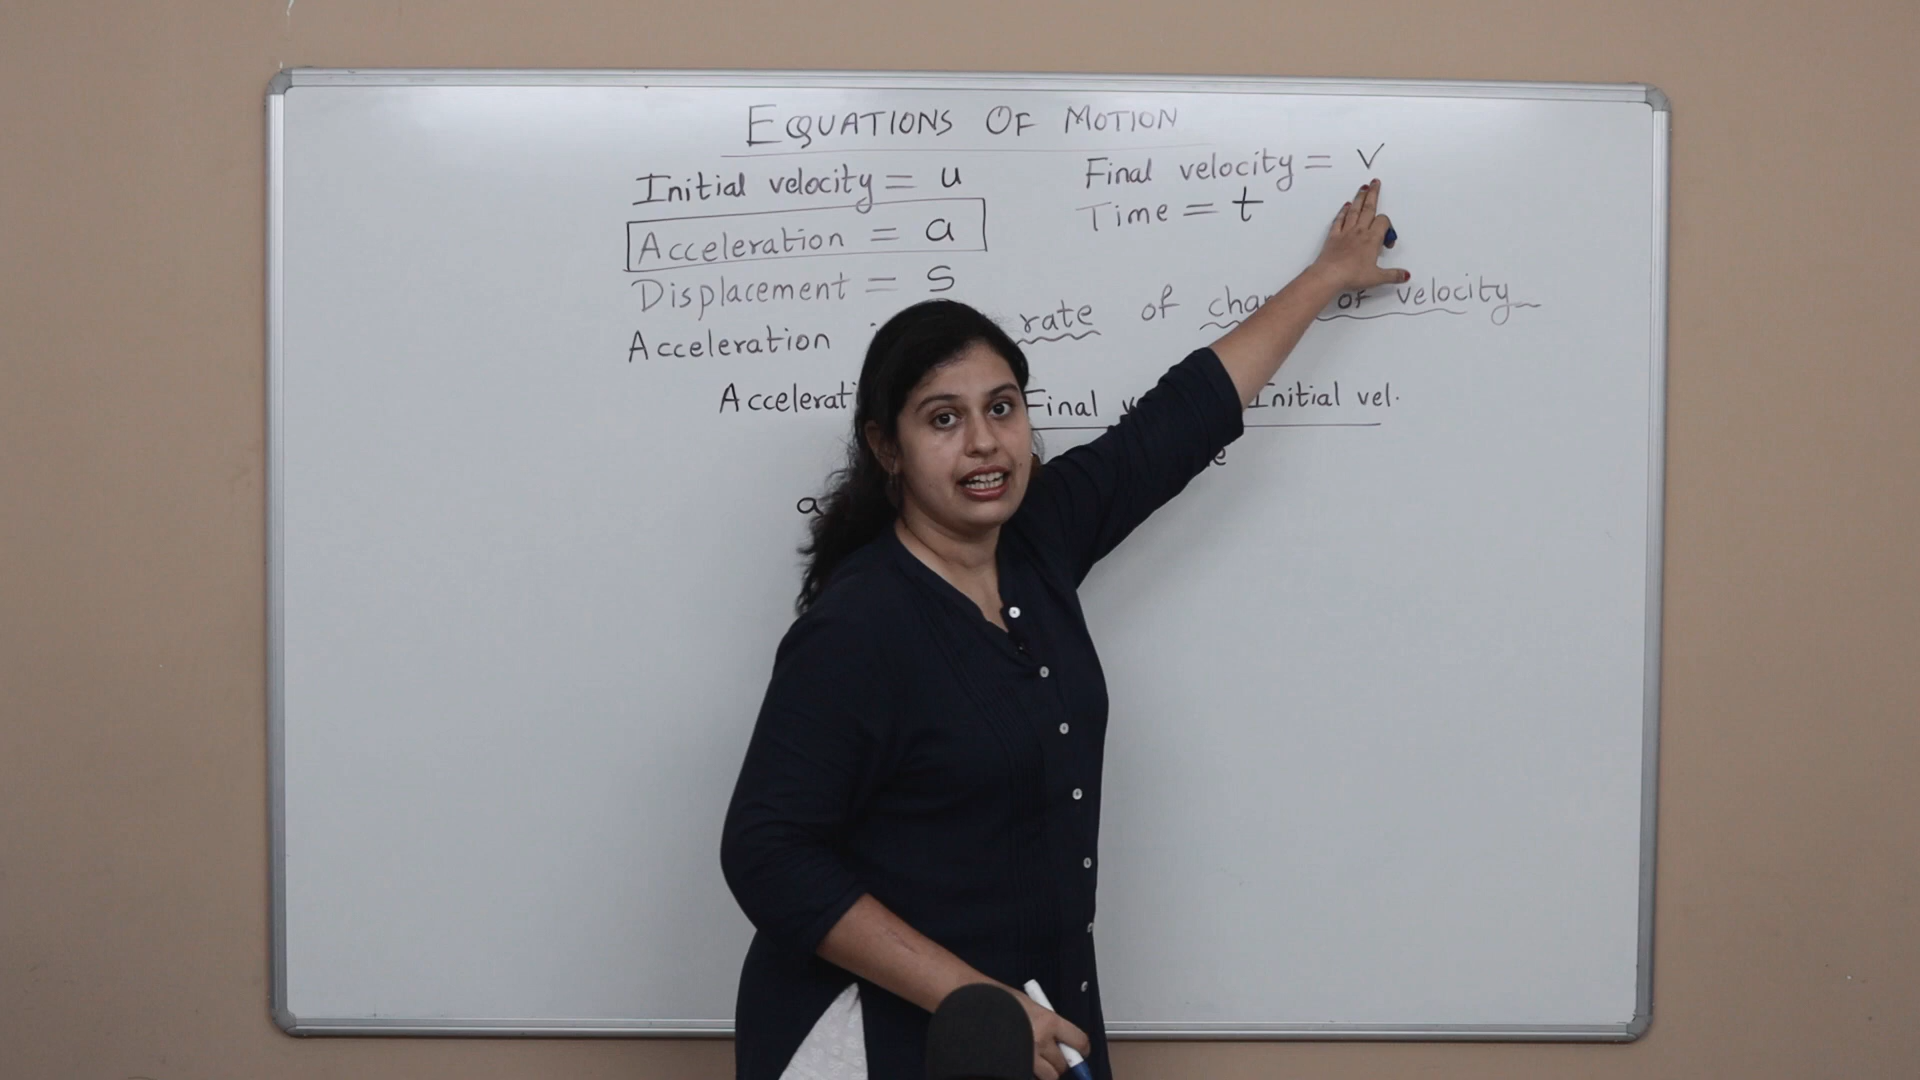 EQUATIONS OF MOTION
Initial velocity = u
Final velocity = v
Acceleration = a
Time = t
Displacement = s
Acceleration rate of of velocity
Final Initial vel.
a